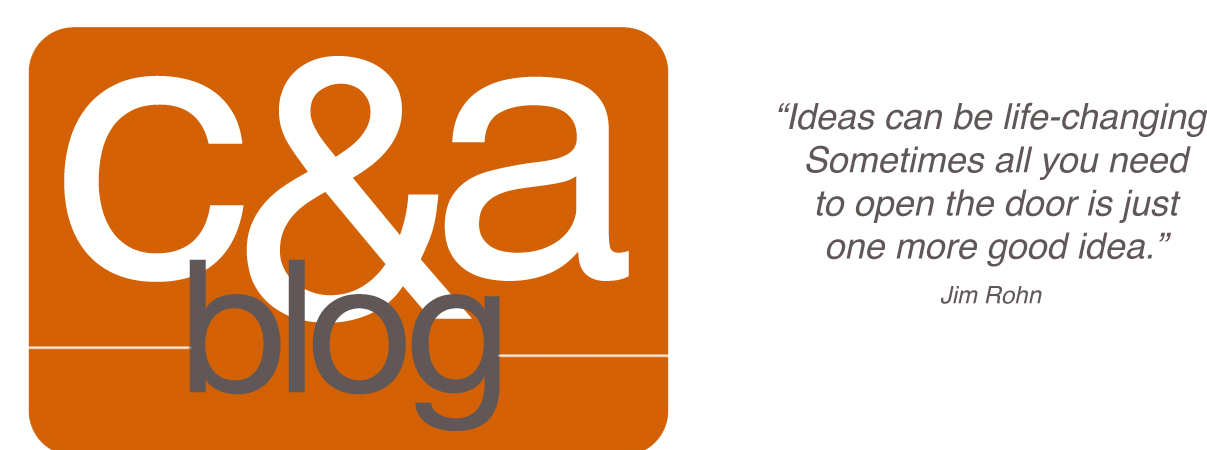 c&a
blog
“Ideas can be life-changing
Sometimes all you need
to open the door is just
one more good idea.”
Jim Rohn